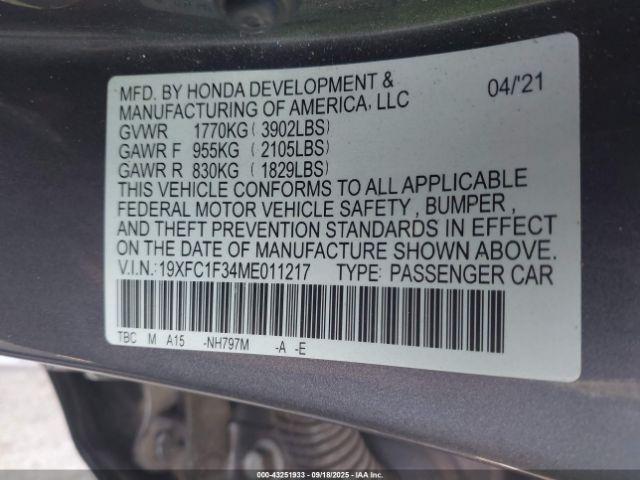 MFD. BY HONDA DEVELOPMENT & 04/'21
MANUFACTURING OF AMERICA, LLC
GVWR 1770KG ( 3902LBS)
GAWR F 955KG ( 2105LBS)
GAWR R 830KG ( 1829LBS)
THIS VEHICLE CONFORMS TO ALL APPLICABLE
FEDERAL MOTOR VEHICLE SAFETY , BUMPER ,
AND THEFT PREVENTION STANDARDS IN EFFECT
ON THE DATE OF MANUFACTURE SHOWN ABOVE.
V.I.N.:19XFC1F34ME011217 TYPE: PASSENGER CAR
TBC M A15 -NH797M -A -E
00-43251933 - 09/18/2025 - IAA Inc.